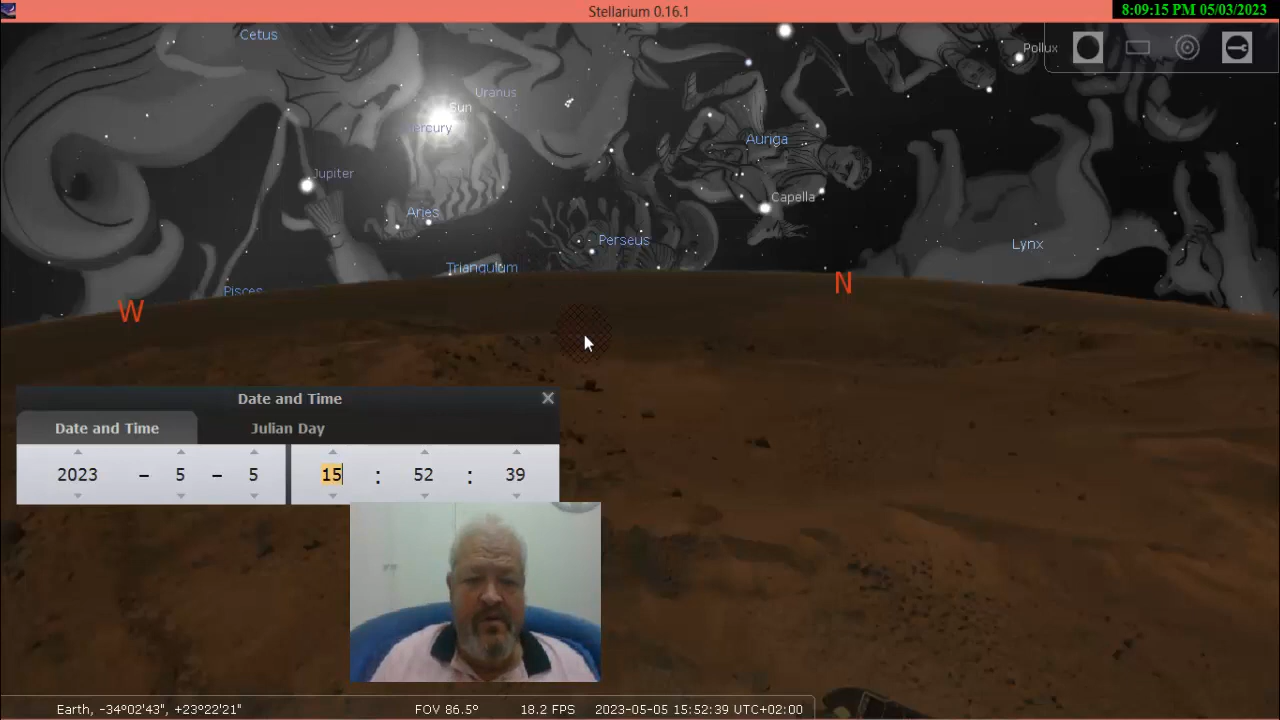 Stellarium 0.16.1
8:09:15 PM 05/03/2023
Cetus
Pollux
Uranus
Sun
Mercury
Auriga
Jupiter
Capella
Aries
Perseus
Lynx
Triangulum
Pisces
W
N
Date and Time
Date and Time
Julian Day
2023 – 5 – 5 15 : 52 : 39
Earth, -34°02'43", +23°22'21" FOV 86.5° 18.2 FPS 2023-05-05 15:52:39 UTC+02:00